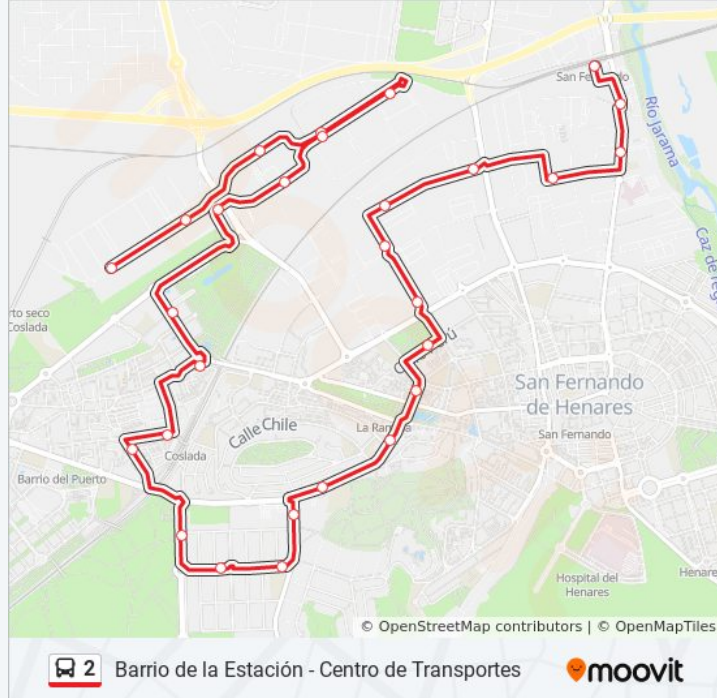 San Fernando
Río Jarama
Caz de
rto seco
Coslada
San Fernando
de Henares
Calle Chile
La Rambla
San Fernando
Coslada
Barrio del Puerto
Hospital del
Henares
Henare
© OpenStreetMap contributors | © OpenMapTiles
2 Barrio de la Estación - Centro de Transportes
moovit